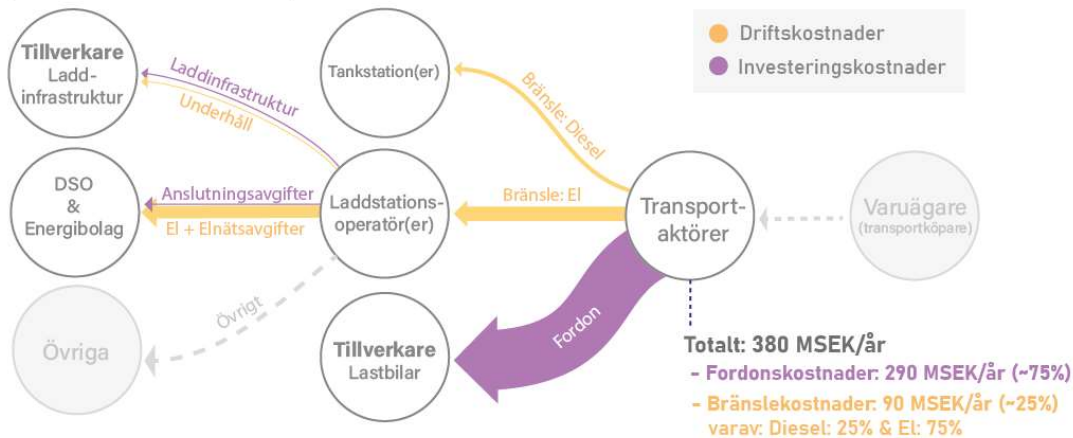 Tillverkare
Ladd-
infrastruktur
Laddinfrastruktur
Underhåll
Tankstation(er)
Bränsle: Diesel
Driftskostnader
Investeringskostnader
DSO
&
Energibolag
Anslutningsavgifter
El + Elnätsavgifter
Laddstations-
operatör(er)
Bränsle: El
Transport-
aktörer
Varuägare
(transportköpare)
Övriga
Övrigt
Tillverkare
Lastbilar
Fordon
Totalt: 380 MSEK/år
- Fordonskostnader: 290 MSEK/år (~75%)
- Bränslekostnader: 90 MSEK/år (~25%)
varav: Diesel: 25% & El: 75%